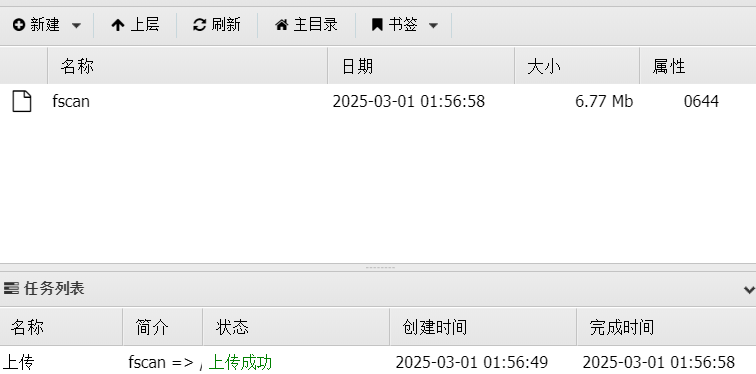 新建 上层 刷新 主目录 书签
名称 日期 大小 属性
fscan 2025-03-01 01:56:58 6.77 Mb 0644
任务列表
名称 简介 状态 创建时间 完成时间
上传 fscan => / 上传成功 2025-03-01 01:56:49 2025-03-01 01:56:58